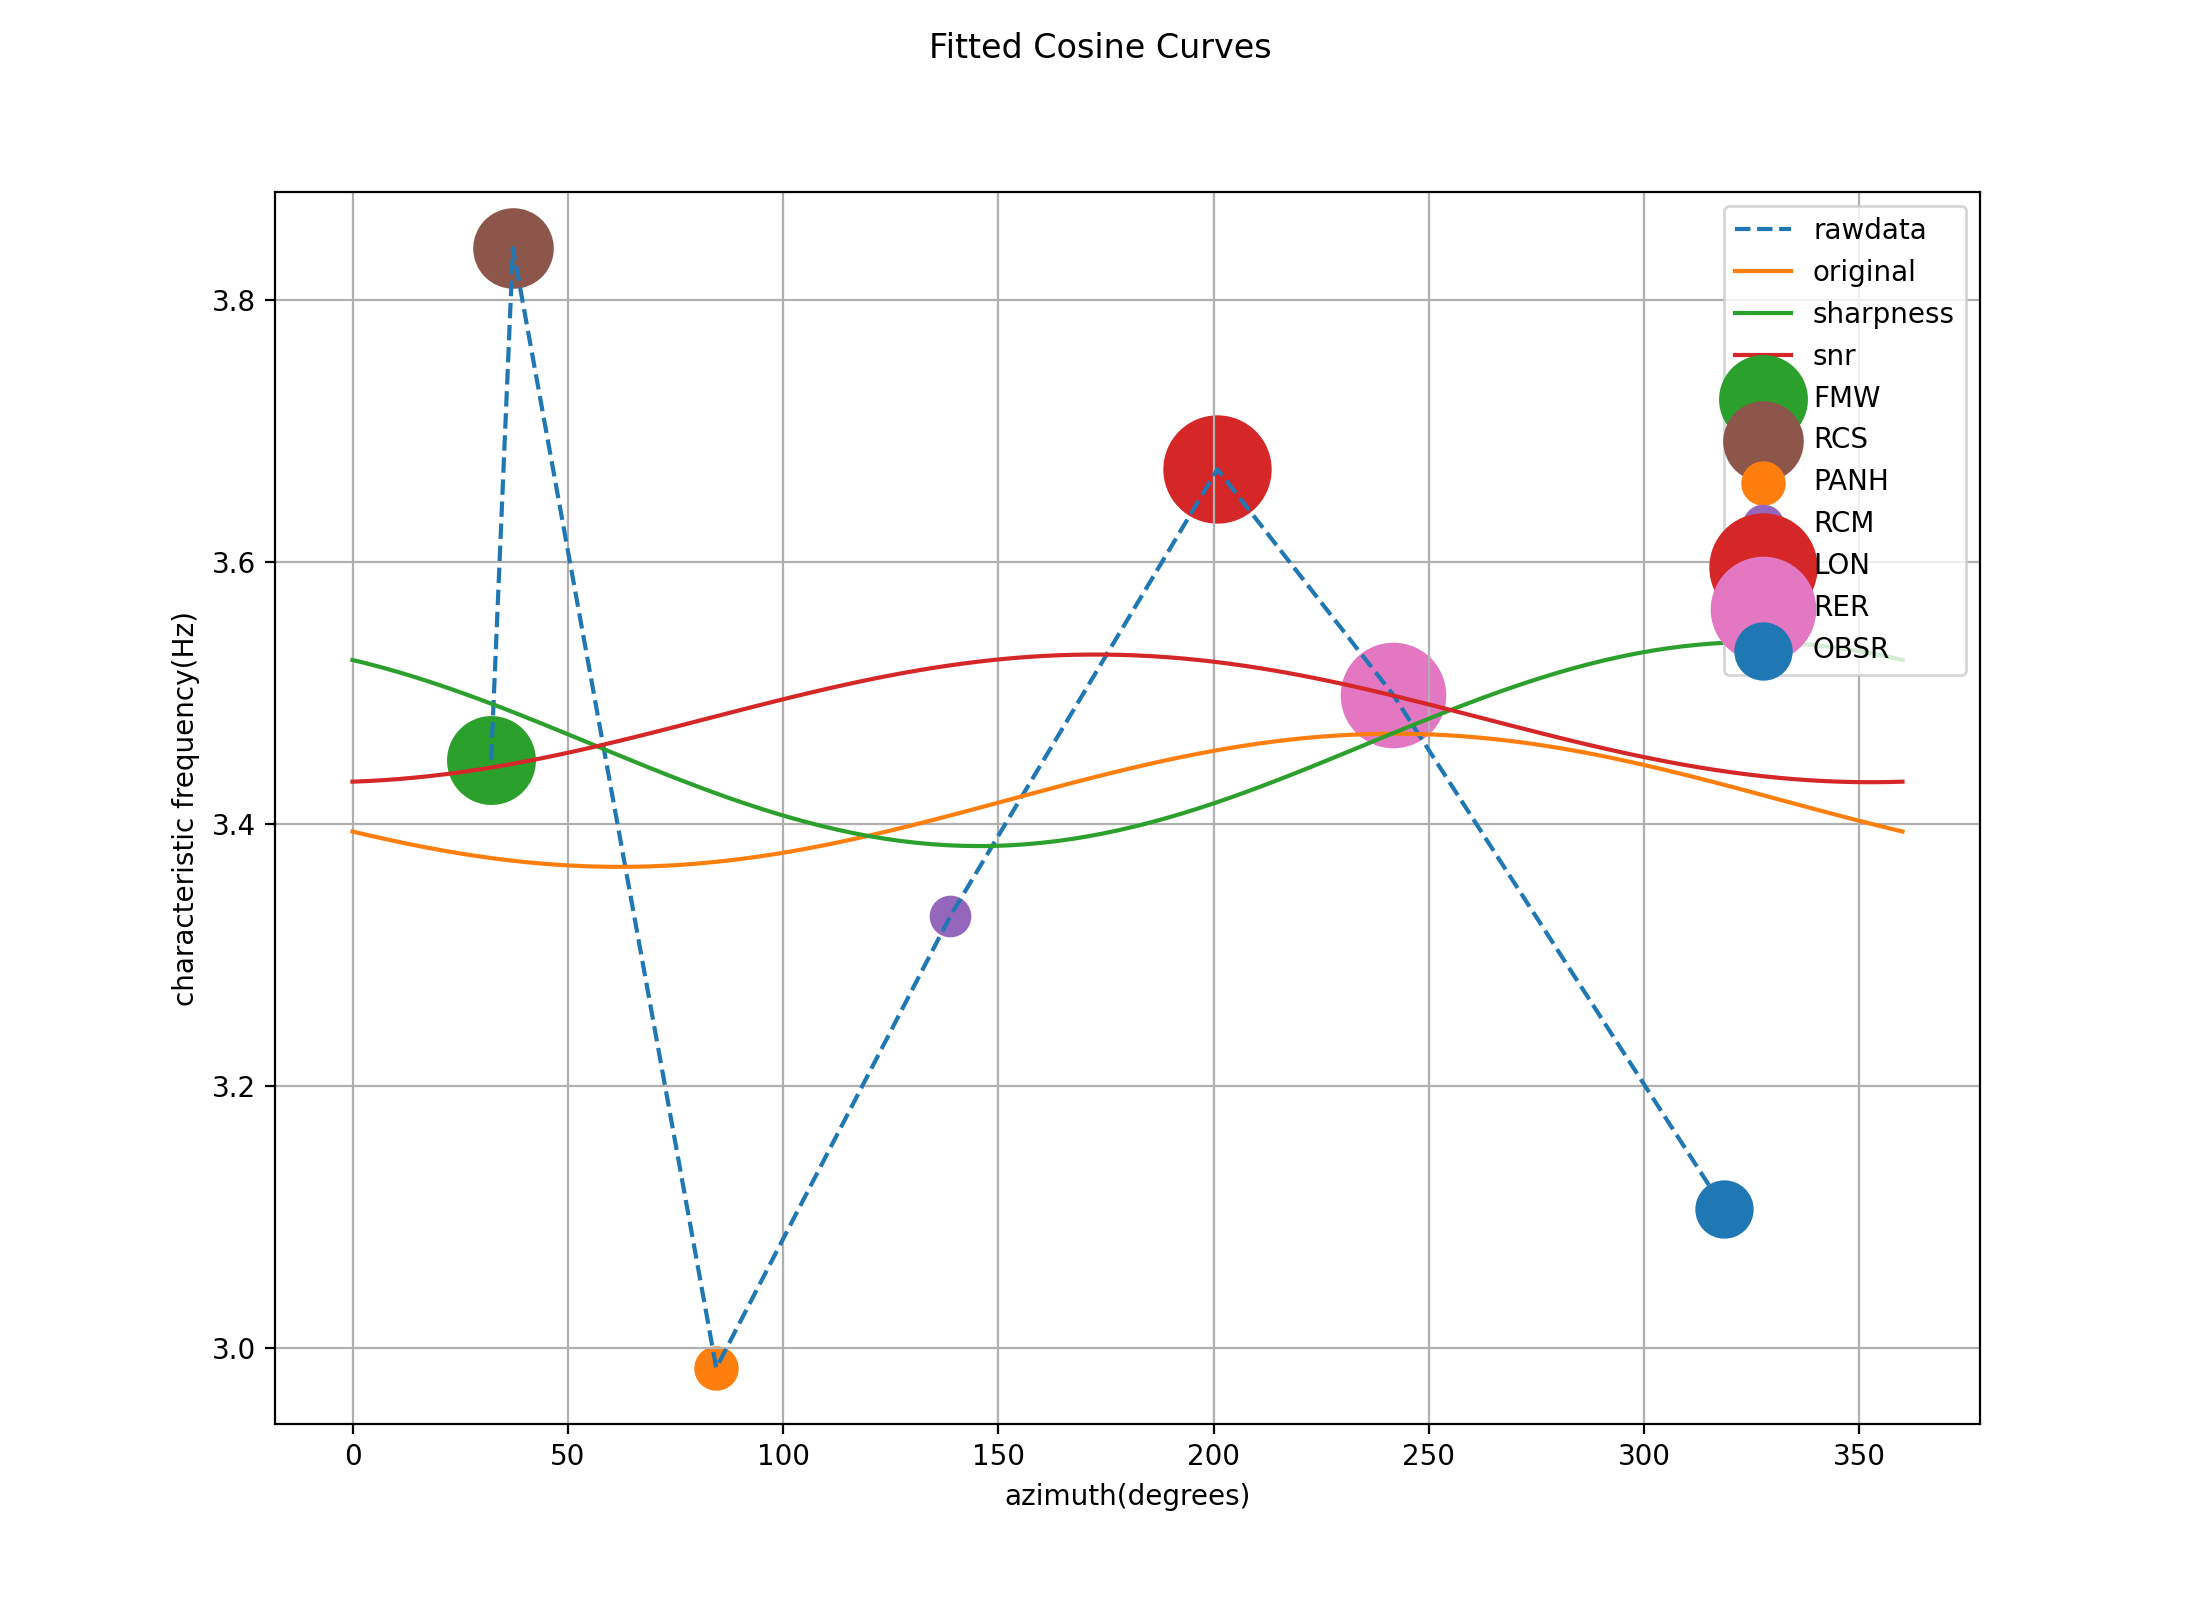 Fitted Cosine Curves
rawdata
original
sharpness
snr
FMW
RCS
PANH
RCM
LON
RER
OBSR
3.8
3.6
3.4
3.2
3.0
characteristic frequency(Hz)
0 50 100 150 200 250 300 350
azimuth(degrees)